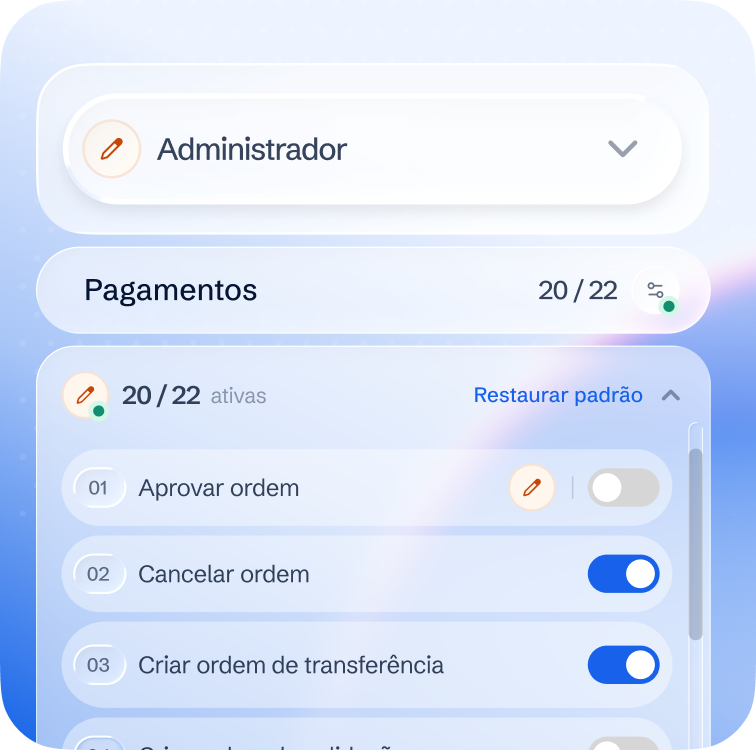 Administrador
Pagamentos 20 / 22
20 / 22 ativas Restaurar padrão
01 Aprovar ordem
02 Cancelar ordem
03 Criar ordem de transferência